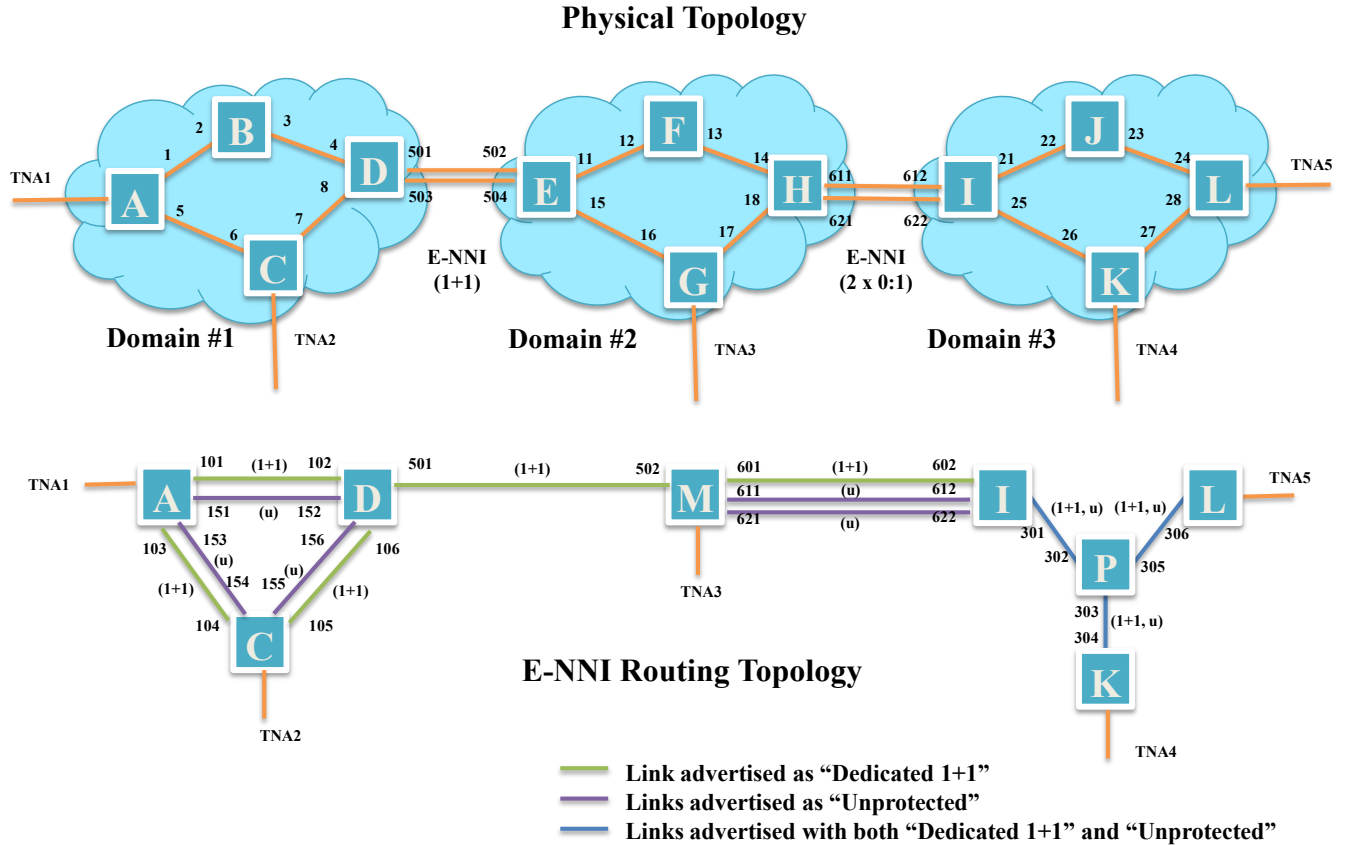 Physical Topology
B
2
3
1
4
501
502
12
F
13
22
J
23
TNA1
A
D
E
11
14
H
611
612
I
21
24
L
TNA5
8
503
504
15
18
621
622
25
28
5
7
6
C
16
G
17
26
K
27
E-NNI
(1+1)
E-NNI
(2 x 0:1)
Domain #1
TNA2
Domain #2
TNA3
Domain #3
TNA4
TNA1
A
101
(1+1)
102
D
501
(1+1)
502
M
601
(1+1)
602
I
(1+1, u)
(1+1, u)
L
TNA5
151
(u)
152
611
(u)
612
621
(u)
622
103
153
156
106
301
302
P
305
306
(u)
(u)
154
155
(1+1)
(1+1)
TNA3
303
(1+1, u)
104
C
105
304
K
TNA2
TNA4
E-NNI Routing Topology
Link advertised as “Dedicated 1+1”
Links advertised as “Unprotected”
Links advertised with both “Dedicated 1+1” and “Unprotected”